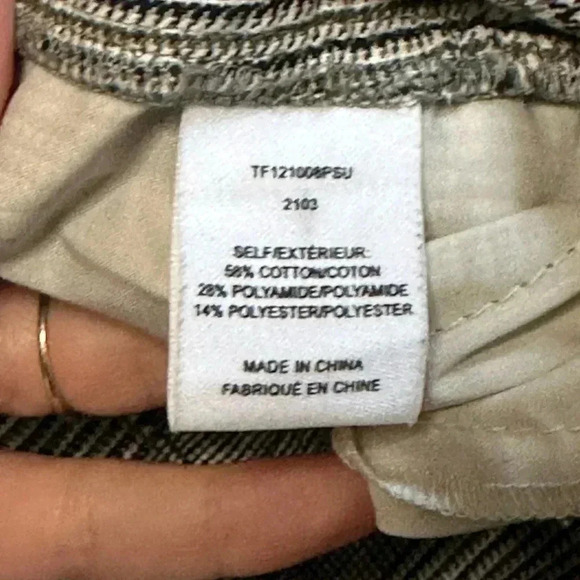 TF121008PSU
2103
SELF/EXTÉRIEUR:
58% COTTON/COTON
28% POLYAMIDE/POLYAMIDE
14% POLYESTER/POLYESTER
MADE IN CHINA
FABRIQUÉ EN CHINE